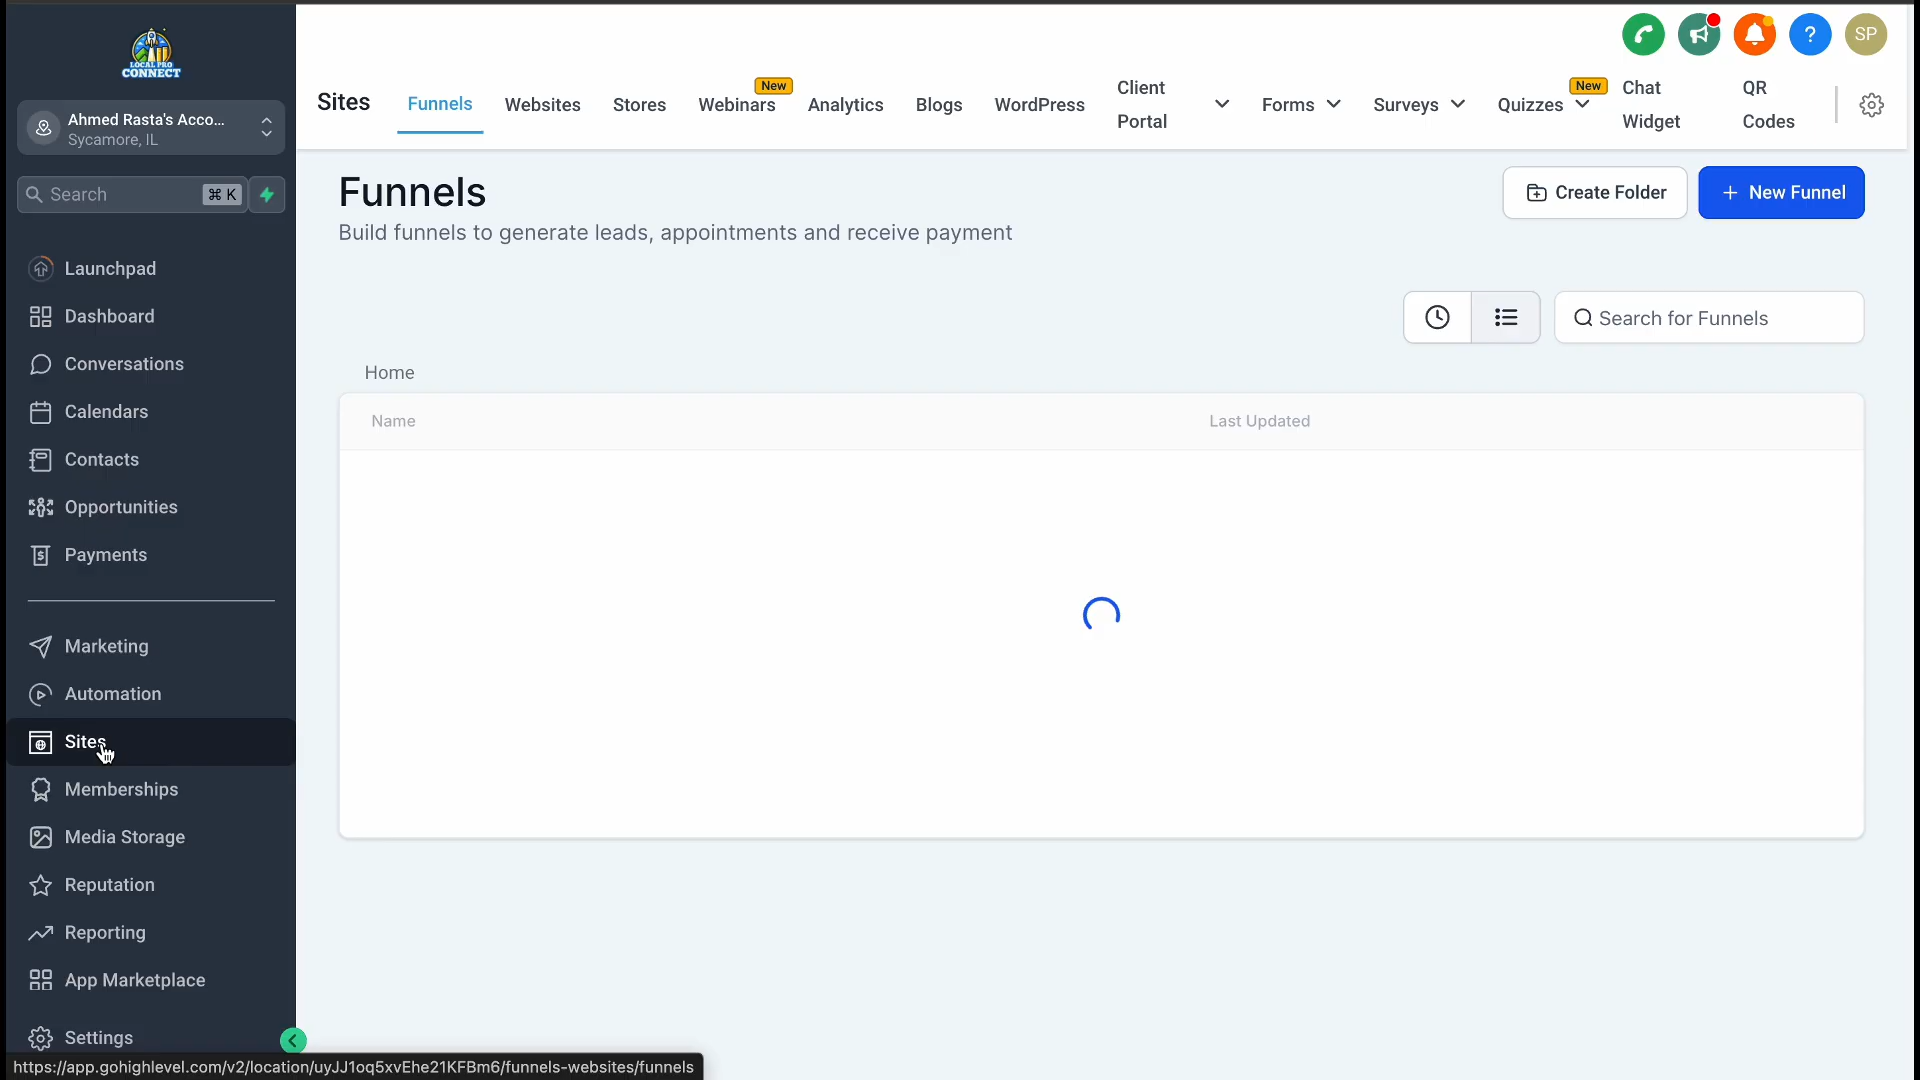 LOCAL PRO
CONNECT
Ahmed Rasta's Acco...
Sycamore, IL
Search
⌘ K
Launchpad
Dashboard
Conversations
Calendars
Contacts
Opportunities
Payments
Marketing
Automation
Sites
Memberships
Media Storage
Reputation
Reporting
App Marketplace
Settings
SP
Sites
Funnels
Websites
Stores
Webinars
New
Analytics
Blogs
WordPress
Client
Portal
Forms
Surveys
Quizzes
New
Chat
Widget
QR
Codes
Funnels
Build funnels to generate leads, appointments and receive payment
Create Folder
+ New Funnel
Search for Funnels
Home
Name
Last Updated
https://app.gohighlevel.com/v2/location/uyJJ1oq5xvEhe21KFBm6/funnels-websites/funnels